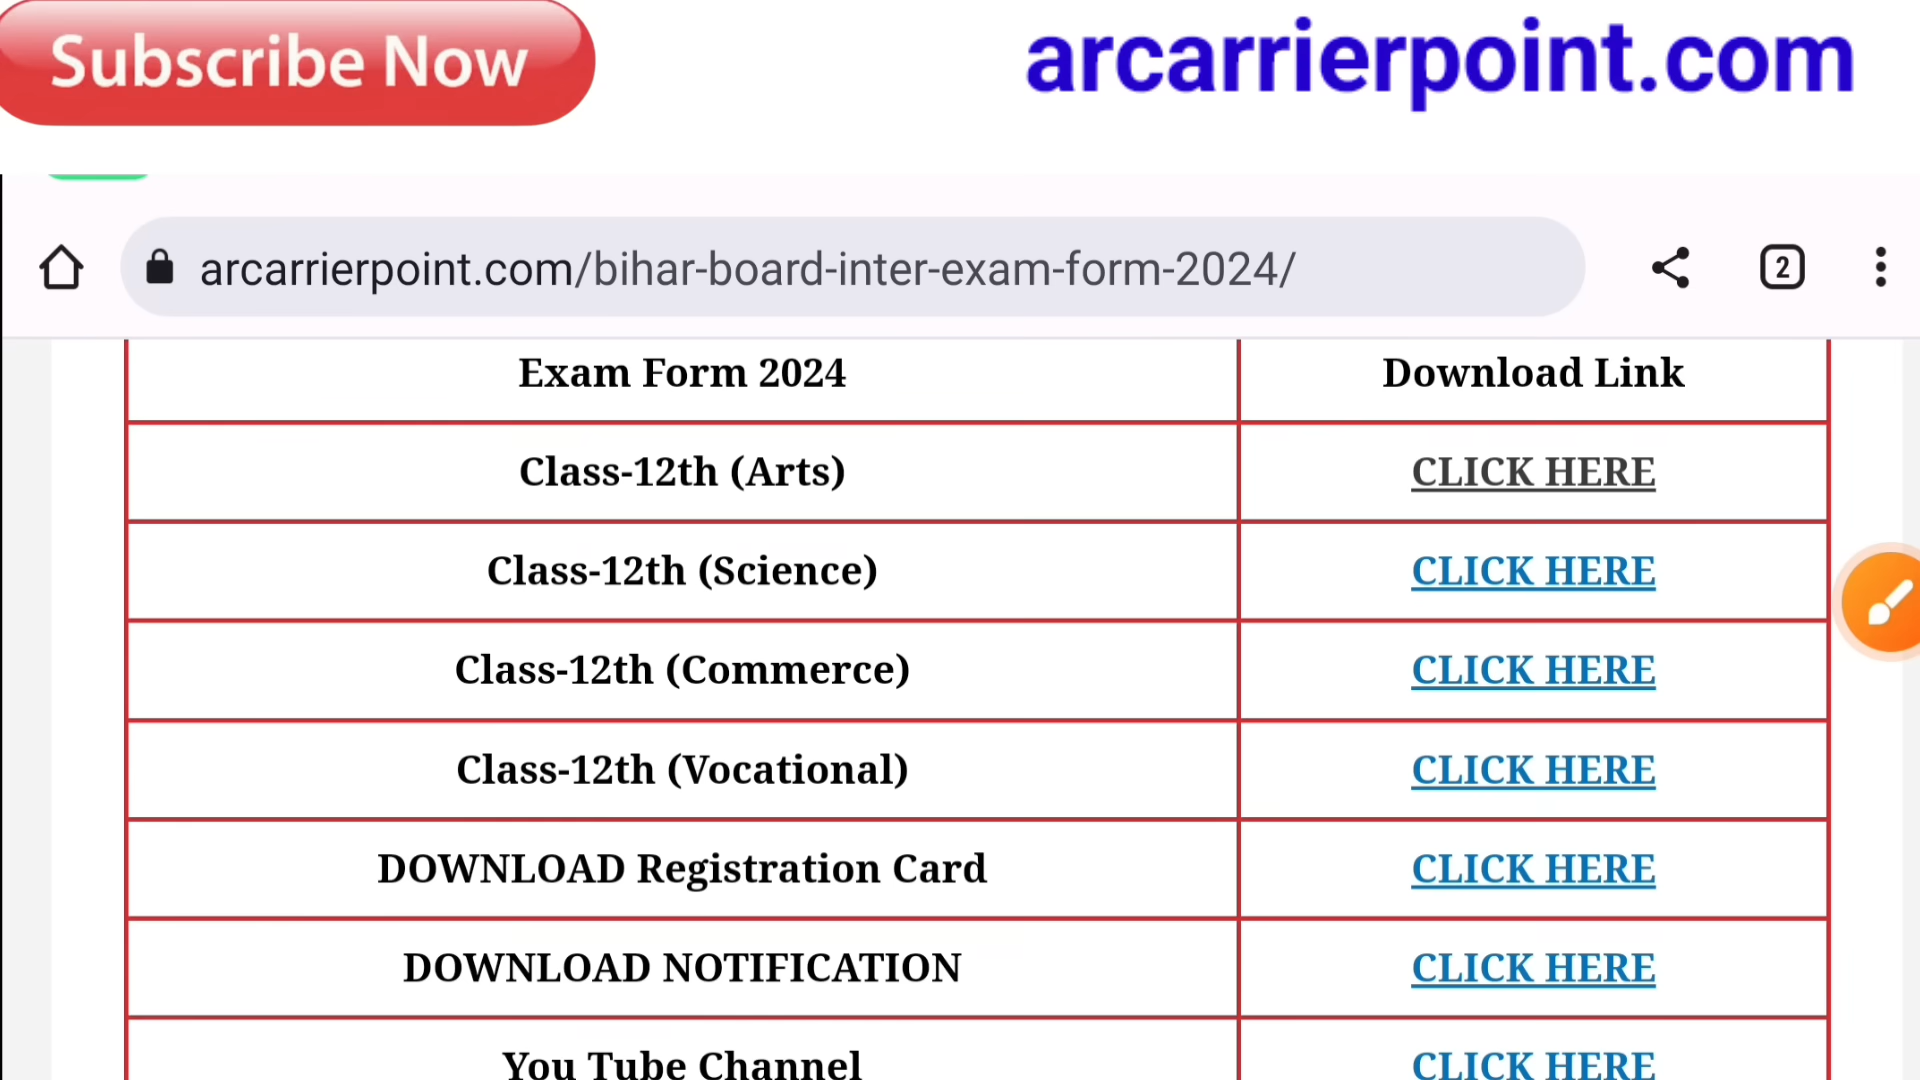 Subscribe Now
arcarrierpoint.com
arcarrierpoint.com/bihar-board-inter-exam-form-2024/
2
Exam Form 2024 Download Link
Class-12th (Arts) CLICK HERE
Class-12th (Science) CLICK HERE
Class-12th (Commerce) CLICK HERE
Class-12th (Vocational) CLICK HERE
DOWNLOAD Registration Card CLICK HERE
DOWNLOAD NOTIFICATION CLICK HERE
You Tube Channel CLICK HERE